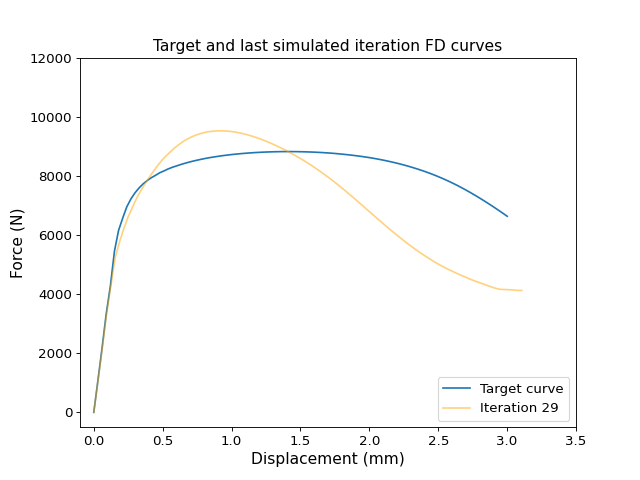 Target and last simulated iteration FD curves
12000
10000
8000
6000
4000
2000
0
Force (N)
0.0 0.5 1.0 1.5 2.0 2.5 3.0 3.5
Displacement (mm)
Target curve
Iteration 29